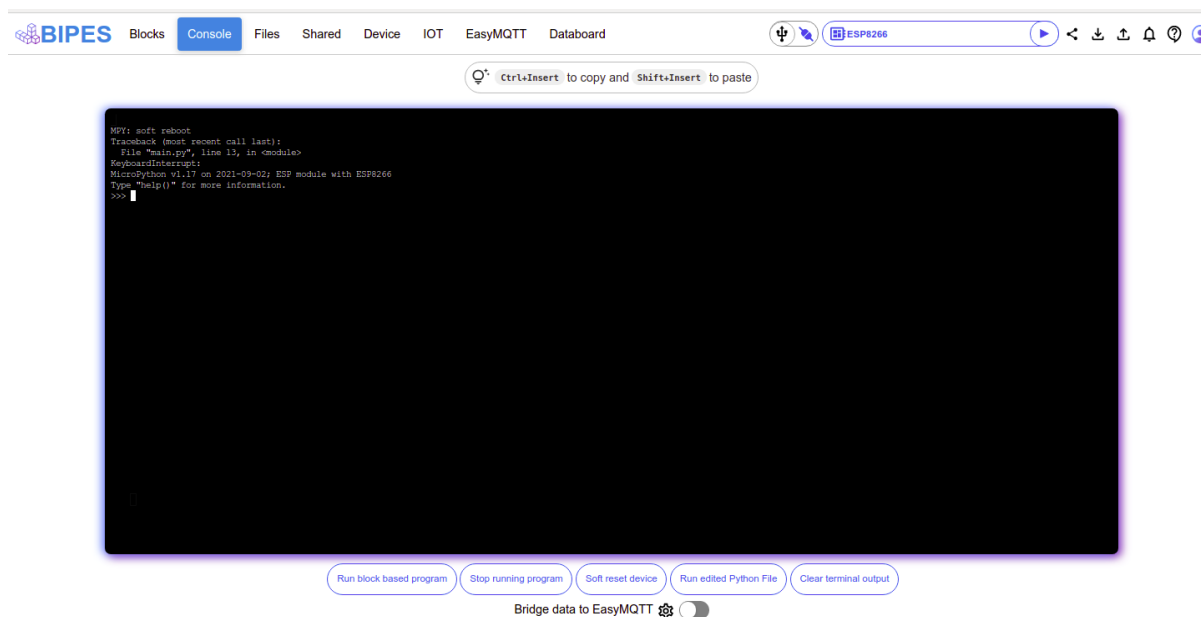 BIPES Blocks Console Files Shared Device IOT EasyMQTT Databoard ESP8266
Ctrl+Insert to copy and Shift+Insert to paste
MPY: soft reboot
Traceback (most recent call last):
  File "main.py", line 13, in <module>
KeyboardInterrupt:
MicroPython v1.17 on 2021-09-02; ESP module with ESP8266
Type "help()" for more information.
>>>
Run block based program Stop running program Soft reset device Run edited Python File Clear terminal output
Bridge data to EasyMQTT